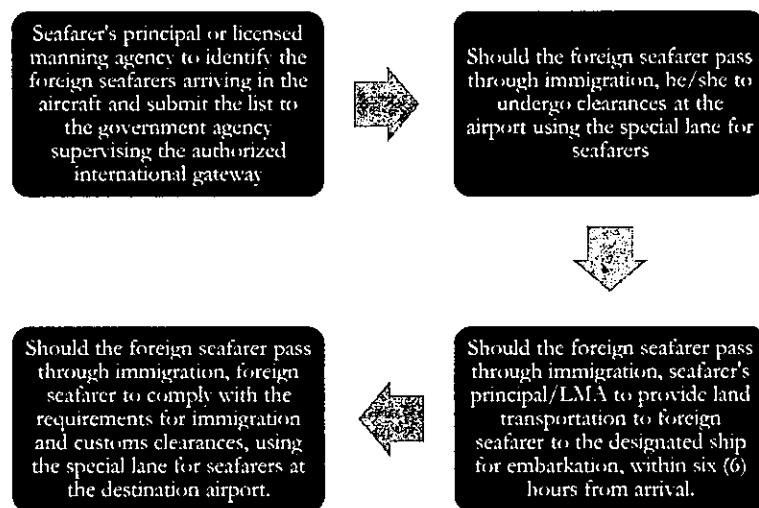 Seafarer's principal or licensed
manning agency to identify the
foreign seafarers arriving in the
aircraft and submit the list to
the government agency
supervising the authorized
international gateway
Should the foreign seafarer pass
through immigration, he/she to
undergo clearances at the
airport using the special lane for
seafarers
Should the foreign seafarer pass
through immigration, seafarer's
principal/LMA to provide land
transportation to foreign
seafarer to the designated ship
for embarkation, within six (6)
hours from arrival.
Should the foreign seafarer pass
through immigration, foreign
seafarer to comply with the
requirements for immigration
and customs clearances, using
the special lane for seafarers at
the destination airport.